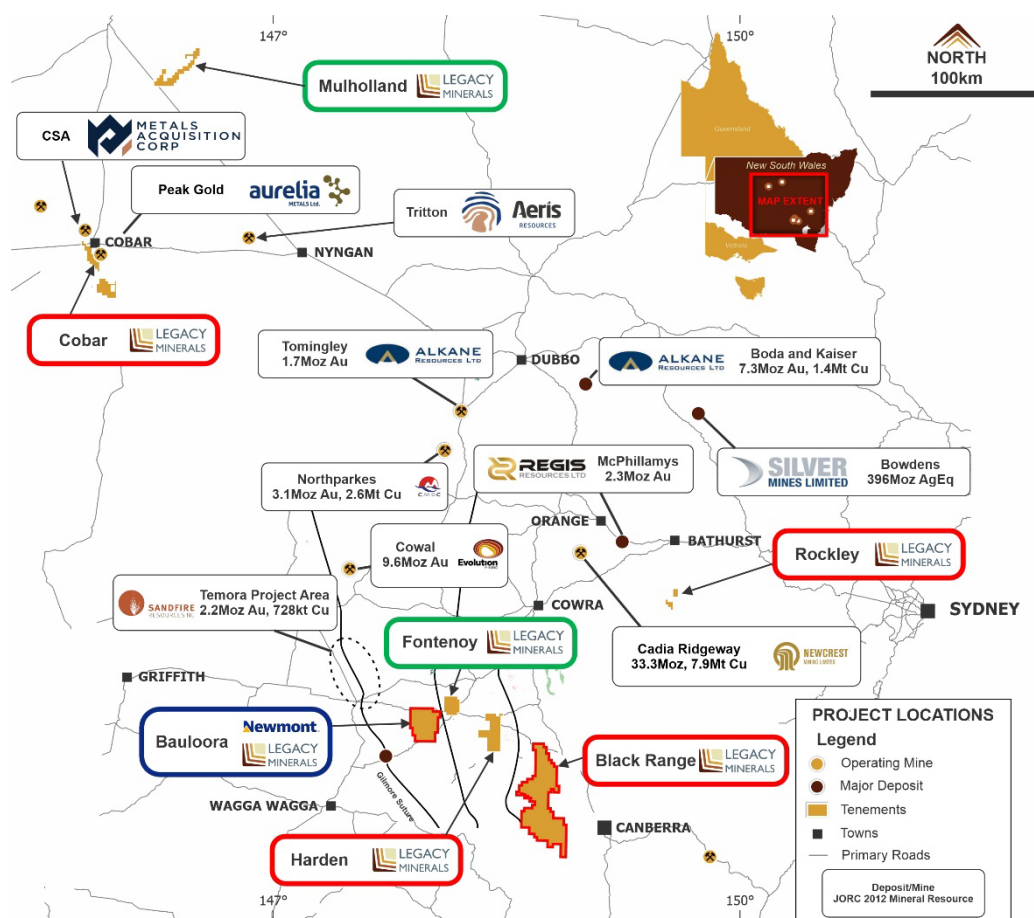 147°
150°
NORTH
100km
Mulholland LEGACY MINERALS
Queensland
New South Wales
MAP EXTENT
Victoria
CSA METALS ACQUISITION CORP
Peak Gold aurelia METALS Ltd.
Tritton Aeris RESOURCES
COBAR
NYNGAN
Cobar LEGACY MINERALS
Tomingley
1.7Moz Au
ALKANE RESOURCES LTD
DUBBO
ALKANE RESOURCES LTD
Boda and Kaiser
7.3Moz Au, 1.4Mt Cu
Northparkes
3.1Moz Au, 2.6Mt Cu
CMOC
REGIS RESOURCES LTD
McPhillamys
2.3Moz Au
SILVER MINES LIMITED
Bowdens
396Moz AgEq
ORANGE
BATHURST
Cowal
9.6Moz Au
Evolution
Rockley LEGACY MINERALS
SANDFIRE RESOURCES NL
Temora Project Area
2.2Moz Au, 728kt Cu
COWRA
SYDNEY
Fontenoy LEGACY MINERALS
Cadia Ridgeway
33.3Moz, 7.9Mt Cu
NEWCREST MINING LIMITED
GRIFFITH
Bauloora Newmont. LEGACY MINERALS
Black Range LEGACY MINERALS
Gilmore Suture
WAGGA WAGGA
CANBERRA
Harden LEGACY MINERALS
PROJECT LOCATIONS
Legend
Operating Mine
Major Deposit
Tenements
Towns
Primary Roads
Deposit/Mine
JORC 2012 Mineral Resource
147°
150°